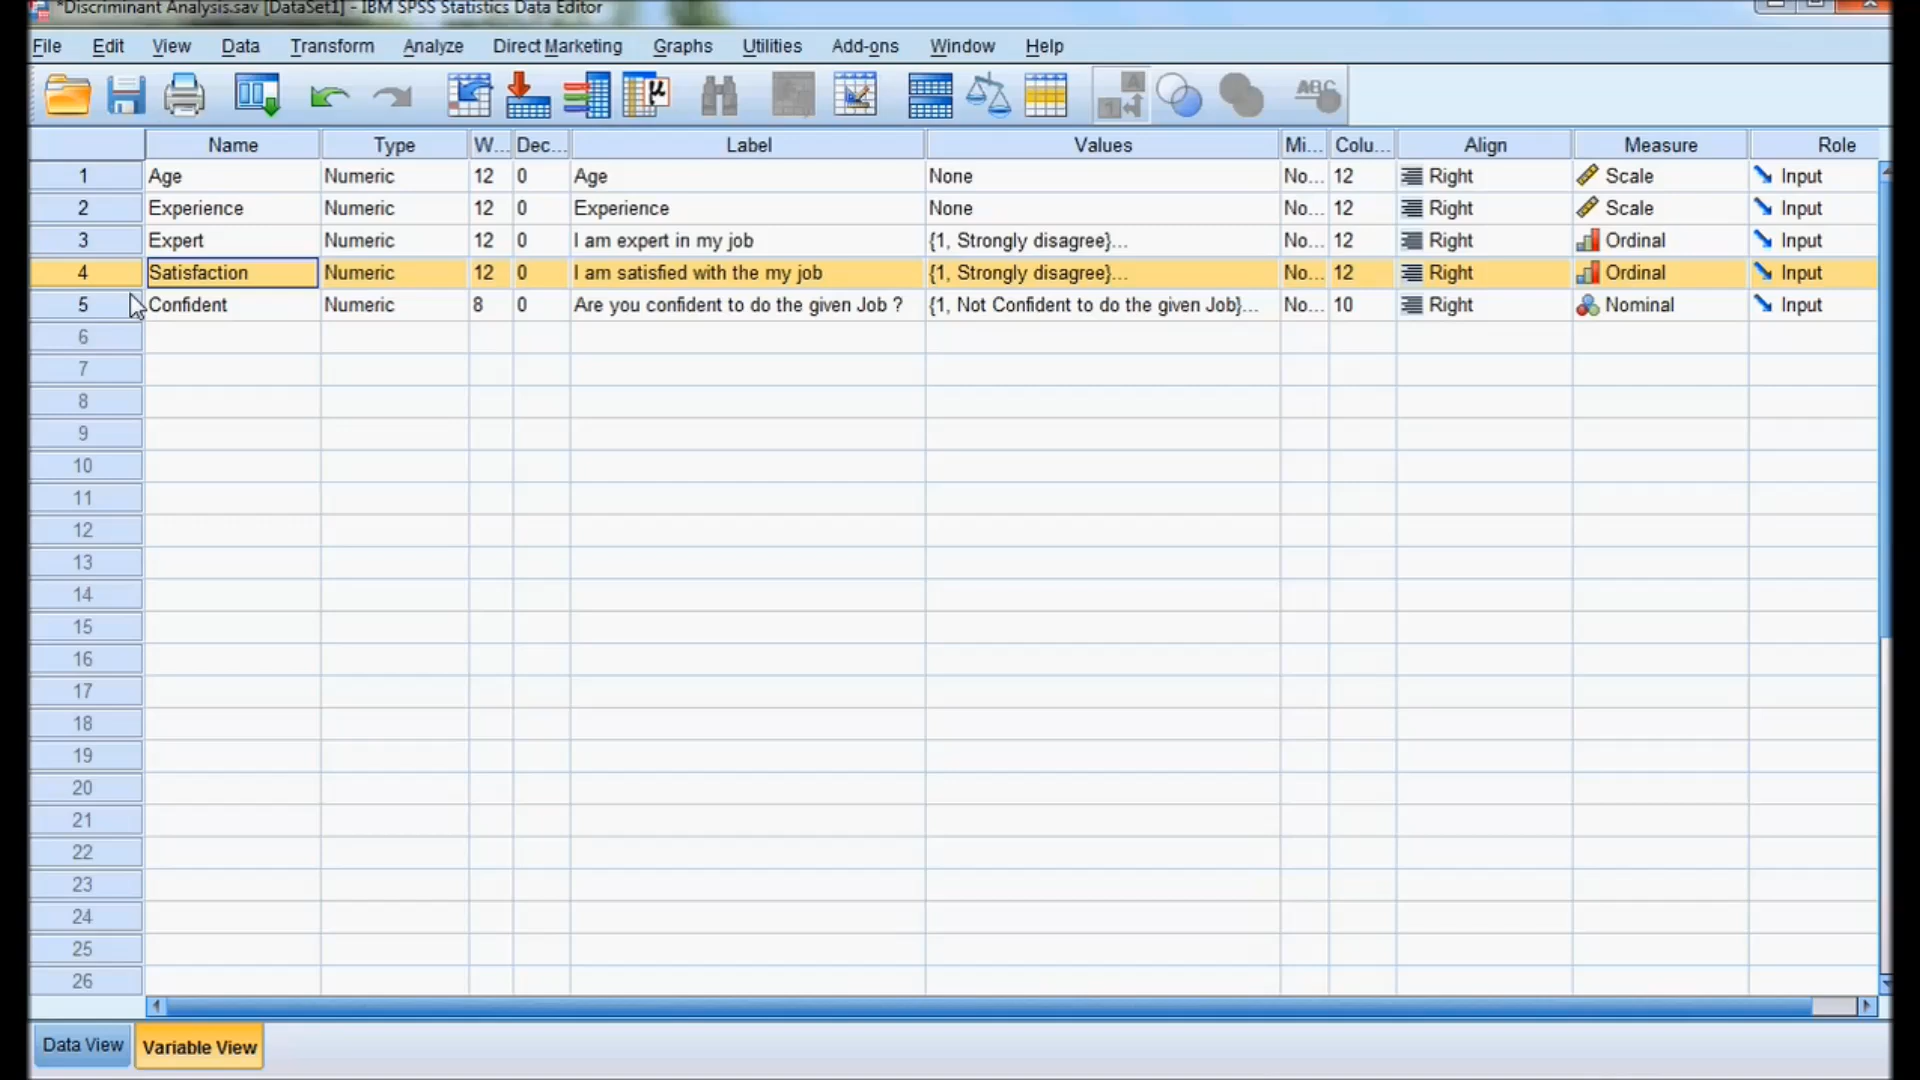 *Discriminant Analysis.sav [DataSet1] - IBM SPSS Statistics Data Editor
File Edit View Data Transform Analyze Direct Marketing Graphs Utilities Add-ons Window Help
Name Type W... Dec... Label Values Mi... Colu... Align Measure Role
1 Age Numeric 12 0 Age None No... 12 Right Scale Input
2 Experience Numeric 12 0 Experience None No... 12 Right Scale Input
3 Expert Numeric 12 0 I am expert in my job {1, Strongly disagree}... No... 12 Right Ordinal Input
4 Satisfaction Numeric 12 0 I am satisfied with the my job {1, Strongly disagree}... No... 12 Right Ordinal Input
5 Confident Numeric 8 0 Are you confident to do the given Job ? {1, Not Confident to do the given Job}... No... 10 Right Nominal Input
6
7
8
9
10
11
12
13
14
15
16
17
18
19
20
21
22
23
24
25
26
Data View Variable View